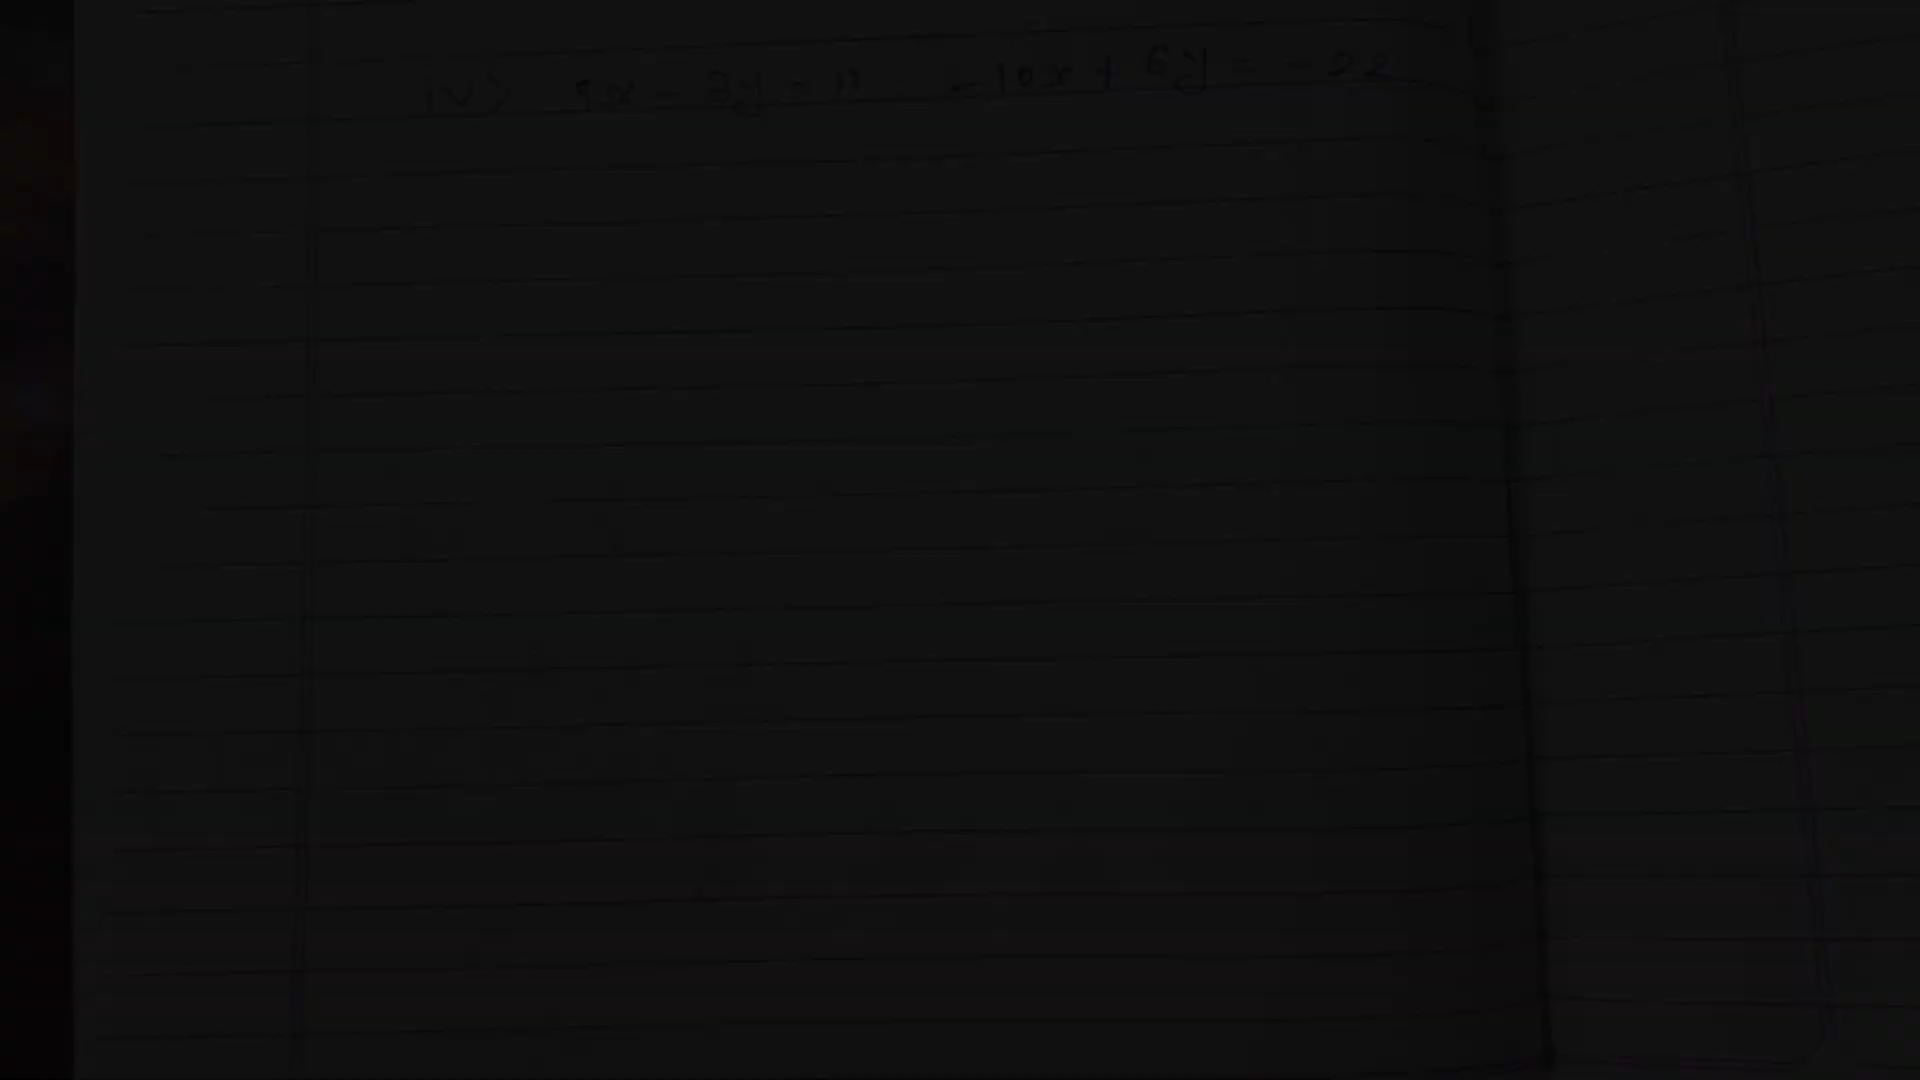 iv) 5x - 3y = 11 -10x + 6y = -22